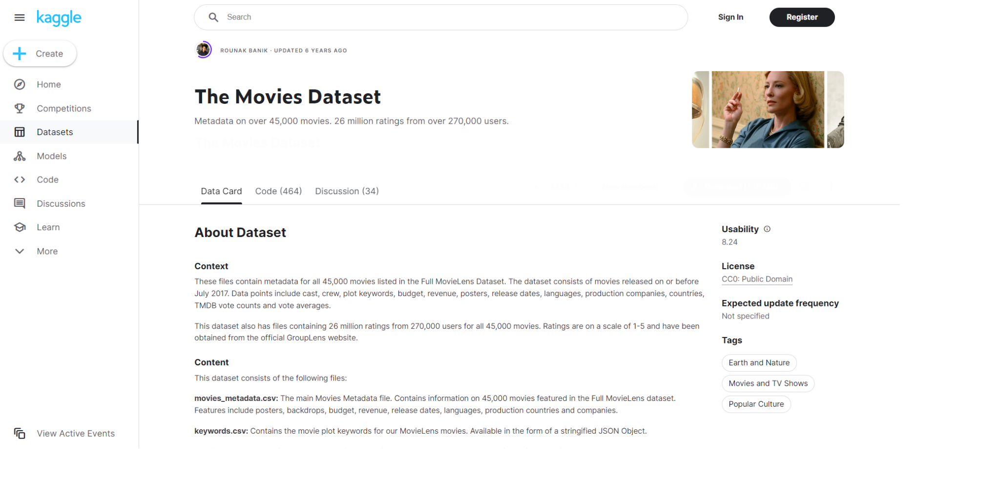 kaggle
Search
Sign In
Register
Create
Home
Competitions
Datasets
Models
Code
Discussions
Learn
More
View Active Events
ROUNAK BANIK · UPDATED 6 YEARS AGO
The Movies Dataset
Metadata on over 45,000 movies. 26 million ratings from over 270,000 users.
The Movies Dataset
Data Card
Code (464)
Discussion (34)
About Dataset
Context
These files contain metadata for all 45,000 movies listed in the Full MovieLens Dataset. The dataset consists of movies released on or before
July 2017. Data points include cast, crew, plot keywords, budget, revenue, posters, release dates, languages, production companies, countries,
TMDB vote counts and vote averages.
This dataset also has files containing 26 million ratings from 270,000 users for all 45,000 movies. Ratings are on a scale of 1-5 and have been
obtained from the official GroupLens website.
Content
This dataset consists of the following files:
movies_metadata.csv: The main Movies Metadata file. Contains information on 45,000 movies featured in the Full MovieLens dataset.
Features include posters, backdrops, budget, revenue, release dates, languages, production countries and companies.
keywords.csv: Contains the movie plot keywords for our MovieLens movies. Available in the form of a stringified JSON Object.
Usability
8.24
License
CC0: Public Domain
Expected update frequency
Not specified
Tags
Earth and Nature
Movies and TV Shows
Popular Culture